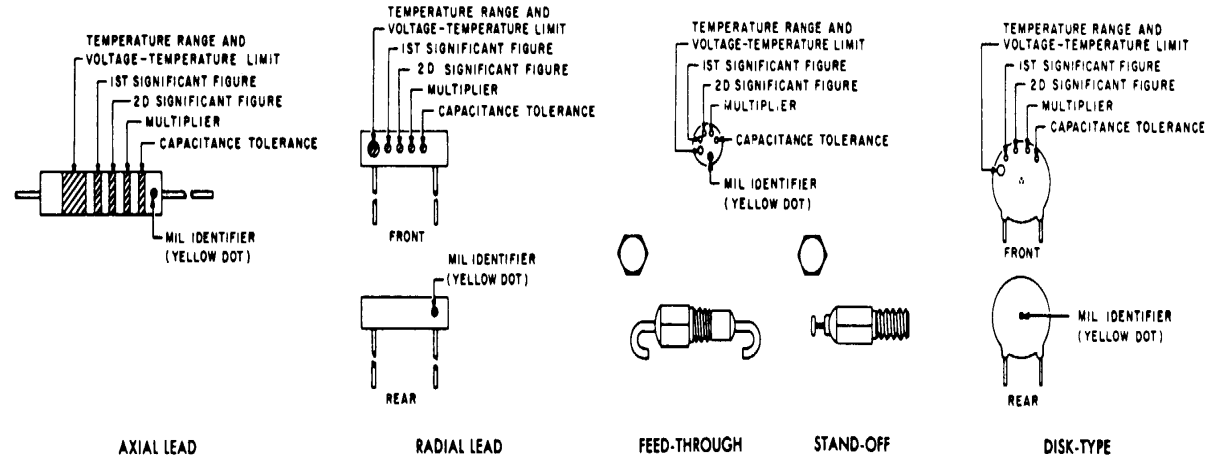 TEMPERATURE RANGE AND
VOLTAGE-TEMPERATURE LIMIT
1ST SIGNIFICANT FIGURE
2D SIGNIFICANT FIGURE
MULTIPLIER
CAPACITANCE TOLERANCE
MIL IDENTIFIER
(YELLOW DOT)
AXIAL LEAD
TEMPERATURE RANGE AND
VOLTAGE-TEMPERATURE LIMIT
1ST SIGNIFICANT FIGURE
2D SIGNIFICANT FIGURE
MULTIPLIER
CAPACITANCE TOLERANCE
FRONT
MIL IDENTIFIER
(YELLOW DOT)
REAR
RADIAL LEAD
TEMPERATURE RANGE AND
VOLTAGE-TEMPERATURE LIMIT
1ST SIGNIFICANT FIGURE
2D SIGNIFICANT FIGURE
MULTIPLIER
CAPACITANCE TOLERANCE
MIL IDENTIFIER
(YELLOW DOT)
FEED-THROUGH
STAND-OFF
TEMPERATURE RANGE AND
VOLTAGE-TEMPERATURE LIMIT
1ST SIGNIFICANT FIGURE
2D SIGNIFICANT FIGURE
MULTIPLIER
CAPACITANCE TOLERANCE
FRONT
MIL IDENTIFIER
(YELLOW DOT)
REAR
DISK-TYPE